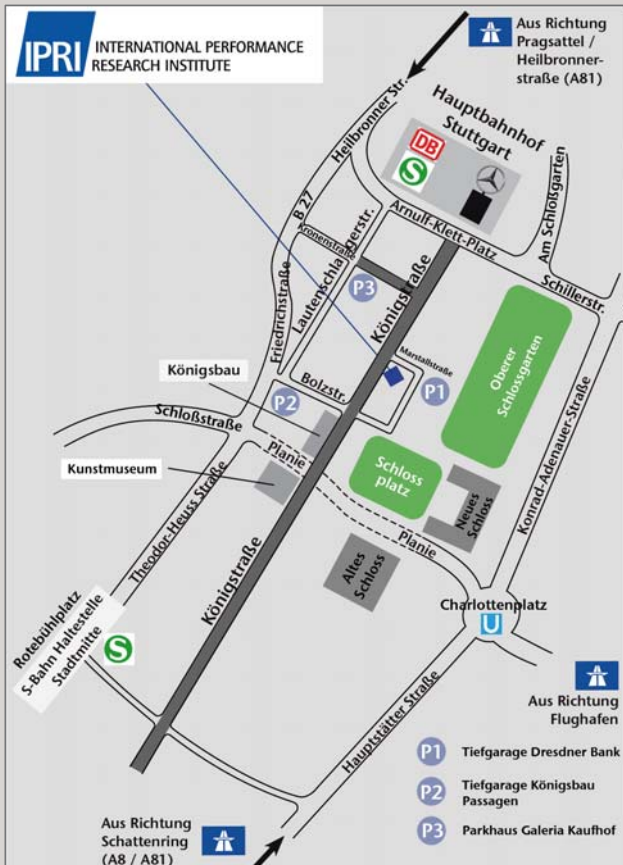 IPRI
INTERNATIONAL PERFORMANCE
RESEARCH INSTITUTE
Aus Richtung
Pragsattel /
Heilbronner-
straße (A81)
Heilbronner Str.
Hauptbahnhof
Stuttgart
DB
S
B 27
Arnulf-Klett-Platz
Am Schloßgarten
Kronenstraße
Lautenschlagerstr.
Schillerstr.
P3
Königstraße
Friedrichstraße
Marstallstraße
Oberer
Schlossgarten
Königsbau
P1
Bolzstr.
P2
Konrad-Adenauer-Straße
Schloßstraße
Planie
Schloss
platz
Kunstmuseum
Neues
Schloss
Theodor-Heuss Straße
Planie
Altes
Schloss
Königstraße
Charlottenplatz
U
Rotebühlplatz
S-Bahn Haltestelle
Stadtmitte
S
Aus Richtung
Flughafen
Hauptstätter Straße
P1 Tiefgarage Dresdner Bank
P2 Tiefgarage Königsbau
Passagen
P3 Parkhaus Galeria Kaufhof
Aus Richtung
Schattenring
(A8 / A81)